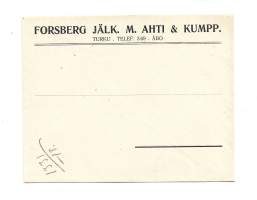 FORSBERG JÄLK. M. AHTI & KUMPP.
TURKU . TELEF. 349 . ÅBO